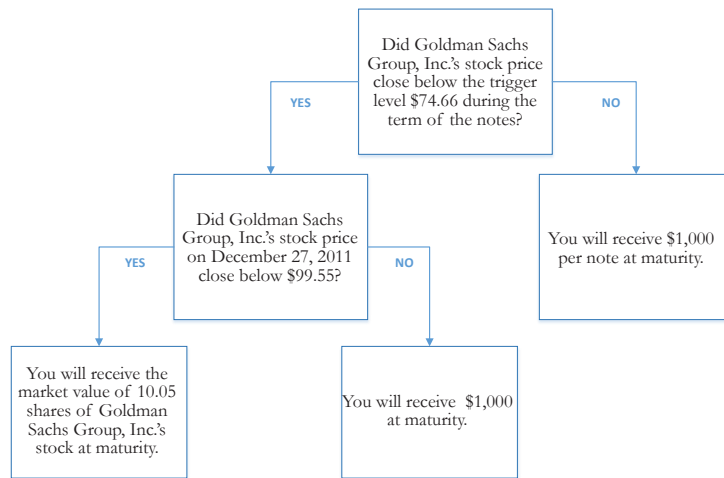 Did Goldman Sachs
Group, Inc.'s stock price
close below the trigger
level $74.66 during the
term of the notes?
YES
NO
Did Goldman Sachs
Group, Inc.'s stock price
on December 27, 2011
close below $99.55?
You will receive $1,000
per note at maturity.
YES
NO
You will receive the
market value of 10.05
shares of Goldman
Sachs Group, Inc.'s
stock at maturity.
You will receive $1,000
at maturity.